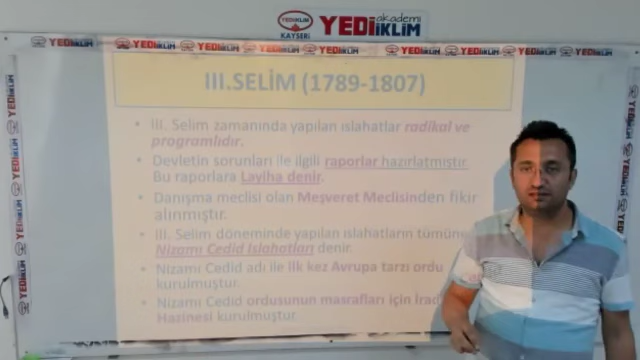 YEDİ İKLİM
KAYSERİ
YEDİ İKLİM akademi
III.SELİM (1789-1807)
• III. Selim zamanında yapılan ıslahatlar radikal ve
programlıdır.
• Devletin sorunları ile ilgili raporlar hazırlatmıştır.
Bu raporlara Layiha denir.
• Danışma meclisi olan Meşveret Meclisinden fikir
alınmıştır.
• III. Selim döneminde yapılan ıslahatların tümüne
Nizamı Cedid Islahatları denir.
• Nizamı Cedid adı ile ilk kez Avrupa tarzı ordu
kurulmuştur.
• Nizamı Cedid ordusunun masrafları için İrad
Hazinesi kurulmuştur.